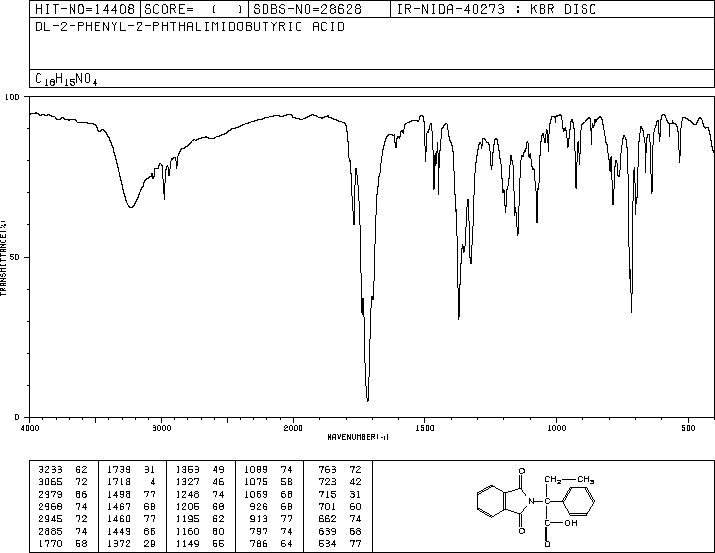 HIT-NO=14408 SCORE= ( ) SDBS-NO=28628 IR-NIDA-40273 : KBR DISC
DL-2-PHENYL-2-PHTHALIMIDOBUTYRIC ACID
C18H15NO4
100
50
0
TRANSMITTANCE(%)
4000 3000 2000 1500 1000 500
WAVENUMBER(-1)
3233 62 1739 31 1353 49 1089 74 763 72
3065 72 1718 4 1327 46 1075 58 723 42
2979 66 1498 77 1248 74 1059 68 715 31
2968 74 1467 68 1205 68 926 68 701 60
2945 72 1460 77 1195 62 913 77 662 74
2885 74 1449 66 1160 60 797 74 639 68
1770 58 1372 29 1149 55 786 64 534 77
O
CH2 CH3
N C
C OH
O
O